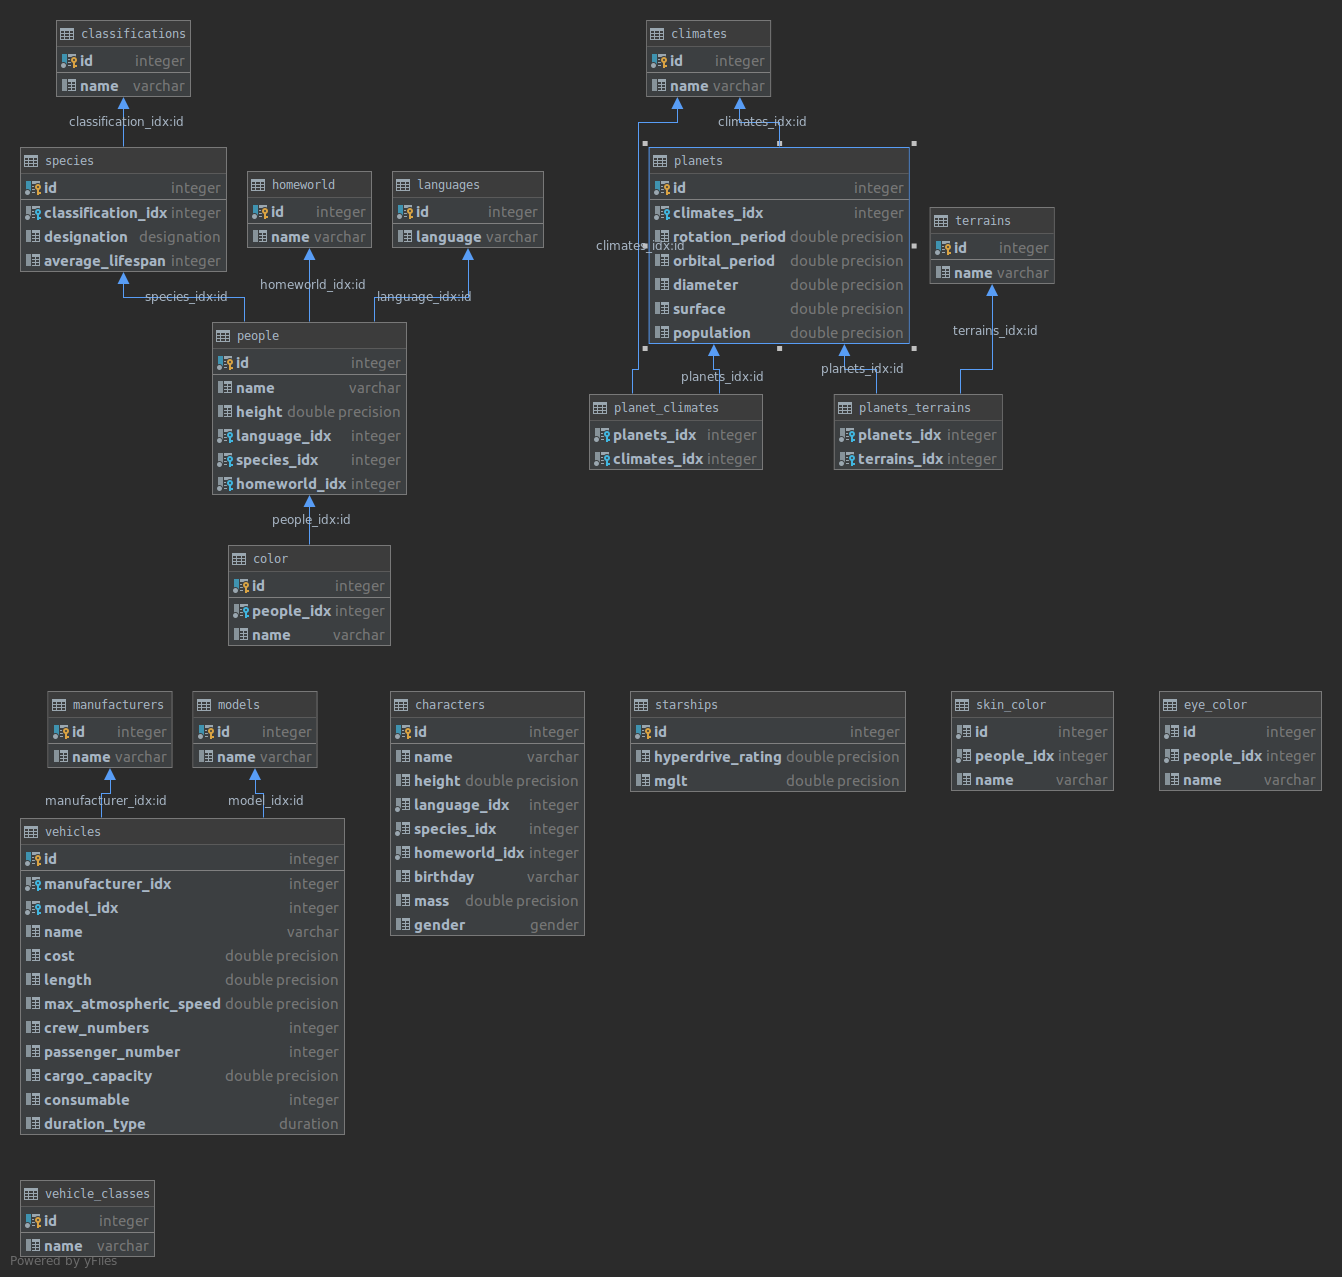 classifications
id integer
name varchar
classification_idx:id
species
id integer
classification_idx integer
designation designation
average_lifespan integer
species_idx:id
homeworld
id integer
name varchar
homeworld_idx:id
languages
id integer
language varchar
language_idx:id
people
id integer
name varchar
height double precision
language_idx integer
species_idx integer
homeworld_idx integer
people_idx:id
color
id integer
people_idx integer
name varchar
climates
id integer
name varchar
climates_idx:id
climates_idx:id
planets
id integer
climates_idx integer
rotation_period double precision
orbital_period double precision
diameter double precision
surface double precision
population double precision
planets_idx:id
planets_idx:id
terrains
id integer
name varchar
terrains_idx:id
planet_climates
planets_idx integer
climates_idx integer
planets_terrains
planets_idx integer
terrains_idx integer
manufacturers
id integer
name varchar
manufacturer_idx:id
models
id integer
name varchar
model_idx:id
vehicles
id integer
manufacturer_idx integer
model_idx integer
name varchar
cost double precision
length double precision
max_atmospheric_speed double precision
crew_numbers integer
passenger_number integer
cargo_capacity double precision
consumable integer
duration_type duration
characters
id integer
name varchar
height double precision
language_idx integer
species_idx integer
homeworld_idx integer
birthday varchar
mass double precision
gender gender
starships
id integer
hyperdrive_rating double precision
mglt double precision
skin_color
id integer
people_idx integer
name varchar
eye_color
id integer
people_idx integer
name varchar
vehicle_classes
id integer
name varchar
Powered by yFiles